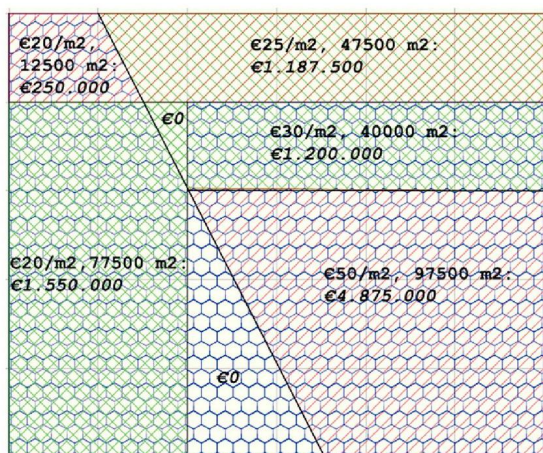 €20/m2,
12500 m2:
€250.000
€25/m2, 47500 m2:
€1.187.500
€0
€30/m2, 40000 m2:
€1.200.000
€20/m2,77500 m2:
€1.550.000
€50/m2, 97500 m2:
€4.875.000
€0